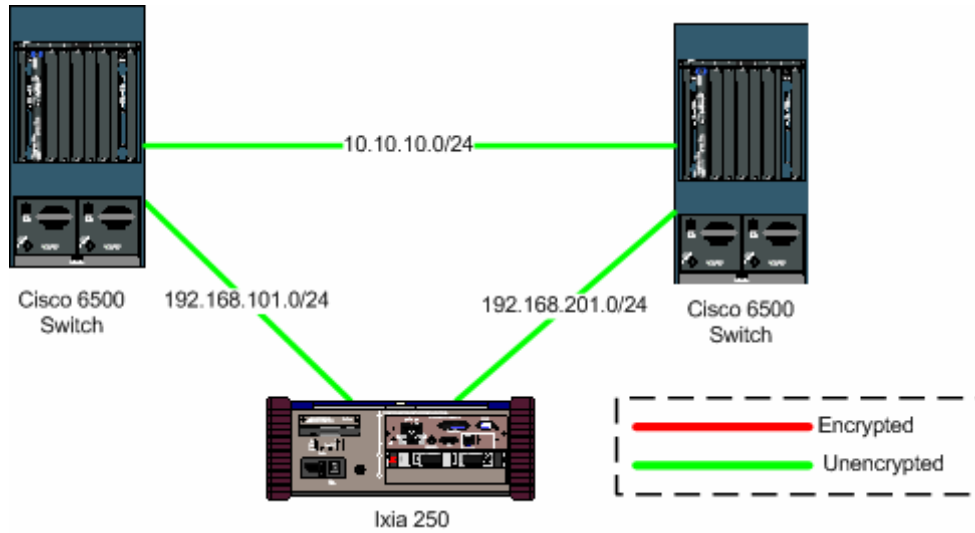 10.10.10.0/24
192.168.101.0/24
192.168.201.0/24
Cisco 6500
Switch
Cisco 6500
Switch
Encrypted
Unencrypted
Ixia 250